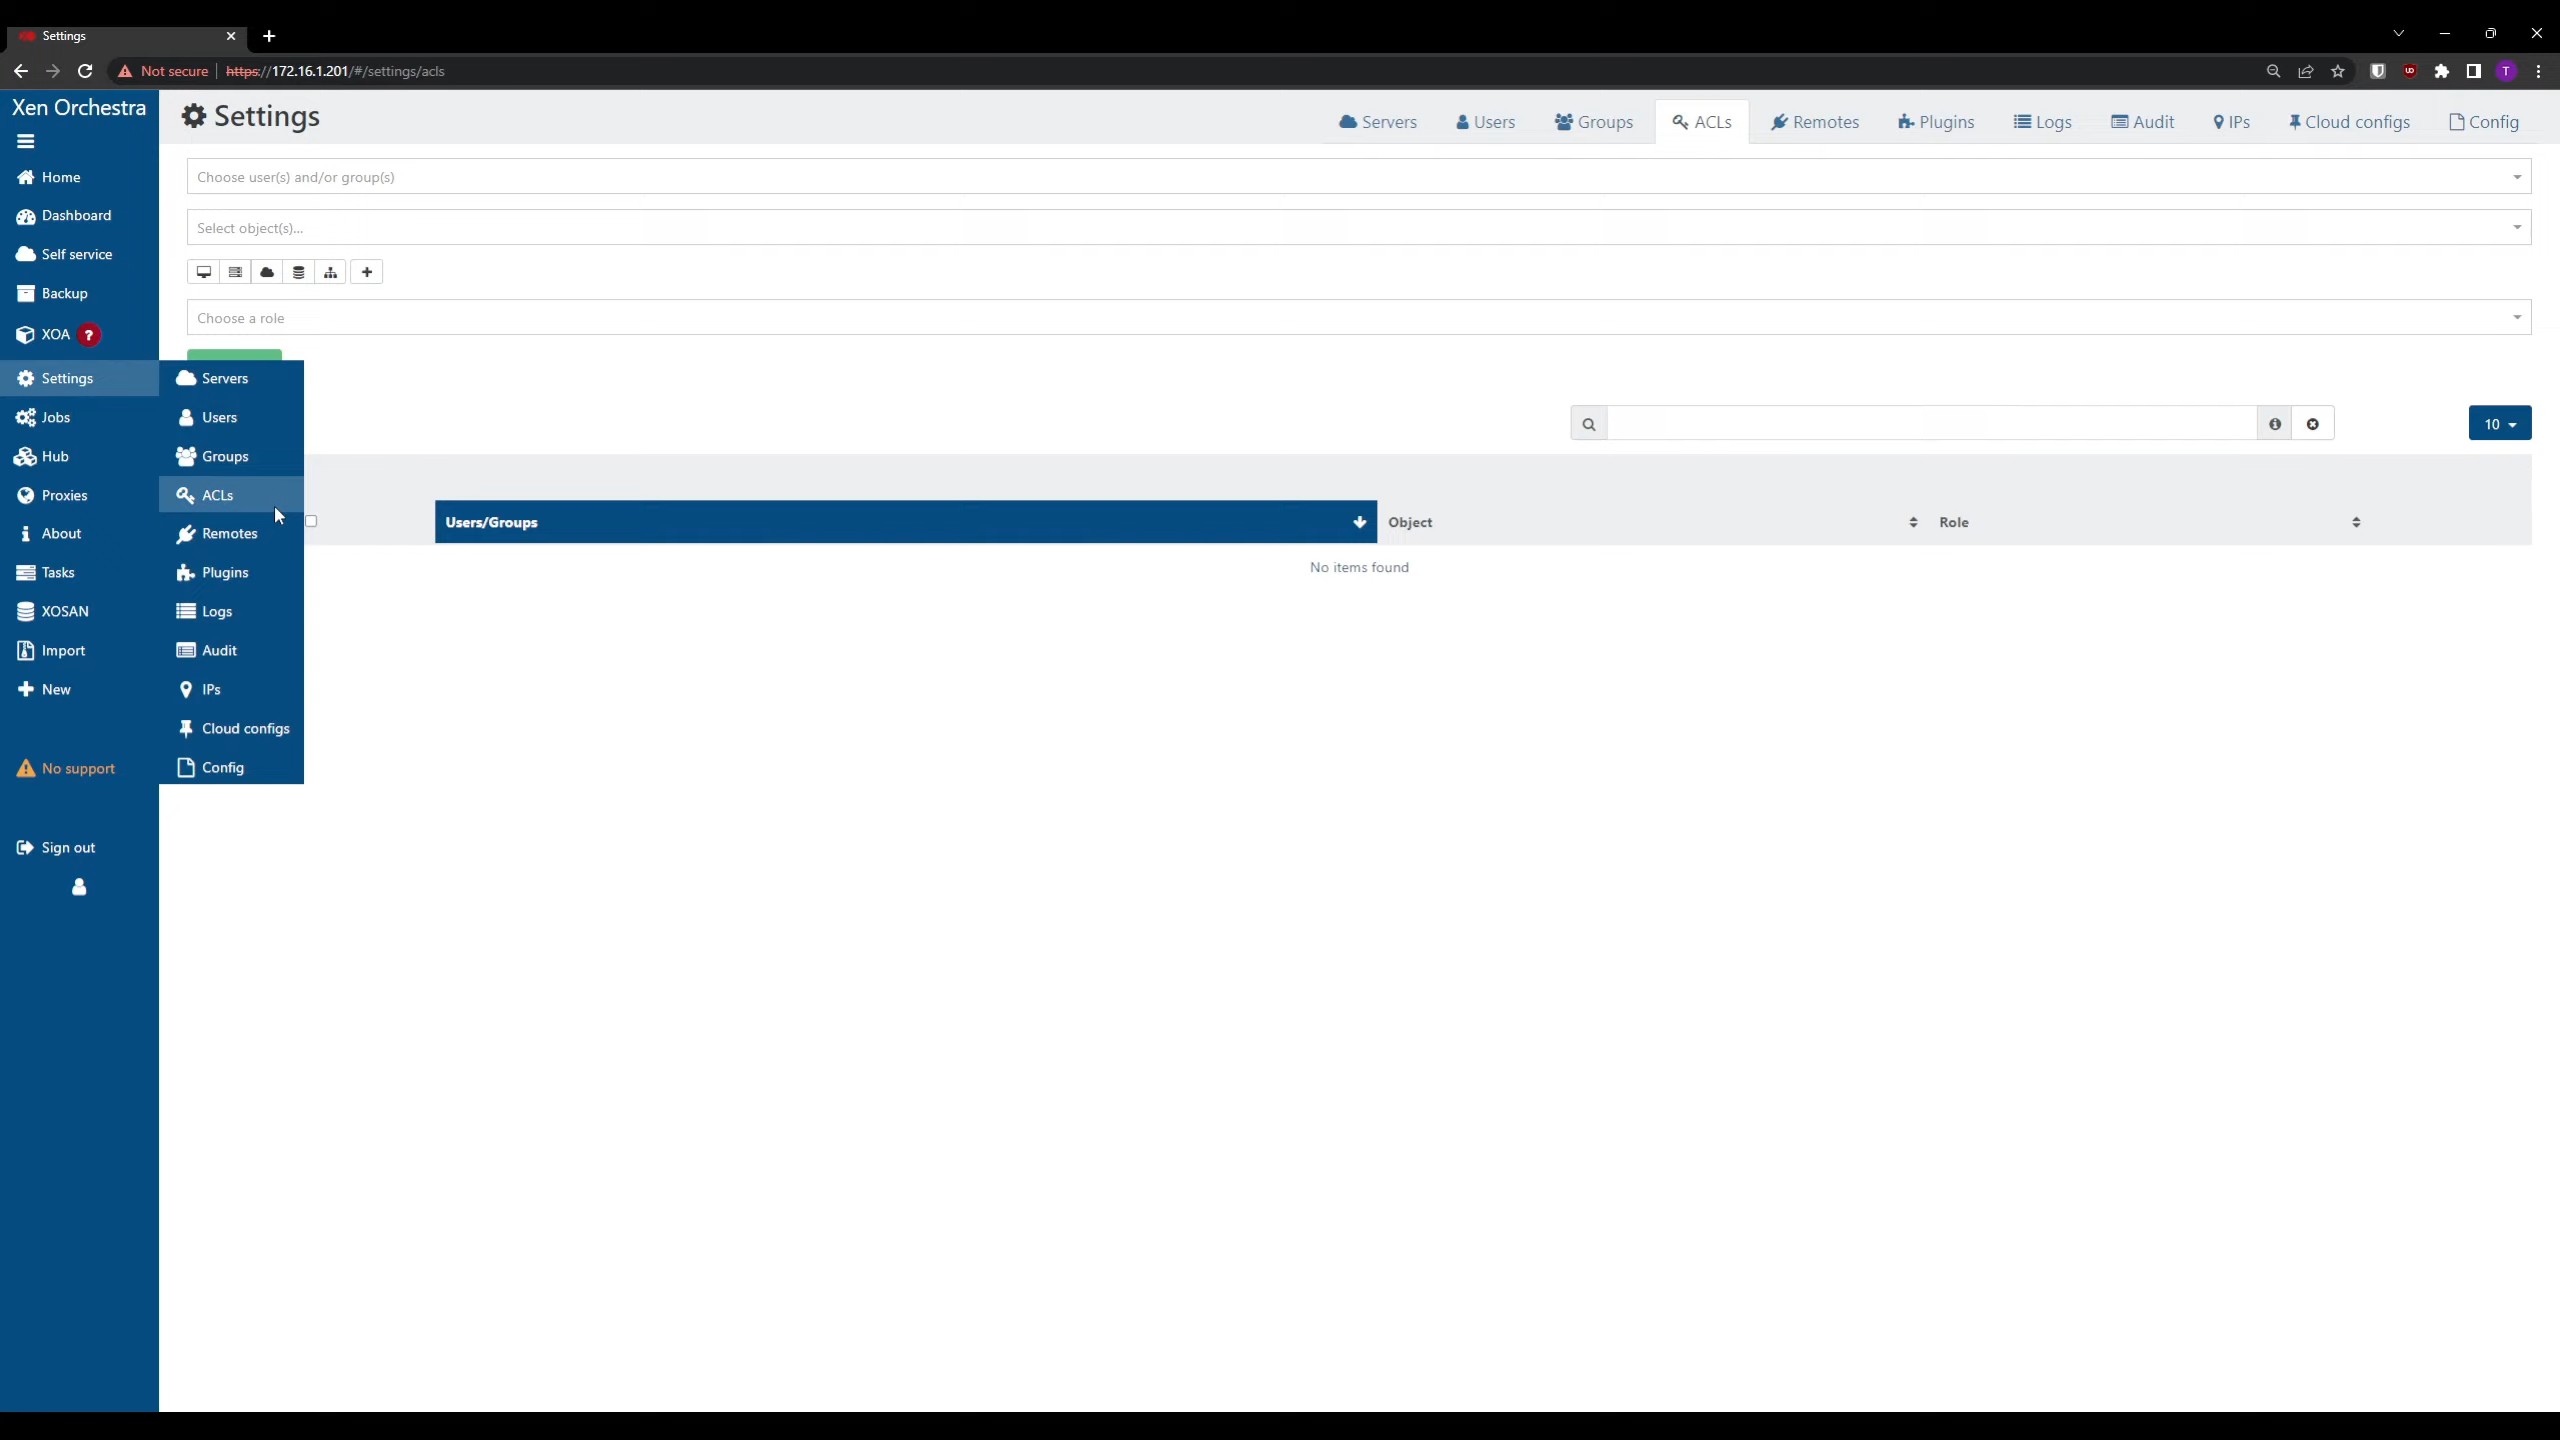 Settings
Not secure https://172.16.1.201/#/settings/acls
T
Xen Orchestra
Settings
Servers
Users
Groups
ACLs
Remotes
Plugins
Logs
Audit
IPs
Cloud configs
Config
Home
Dashboard
Self service
Backup
XOA ?
Settings
Jobs
Hub
Proxies
About
Tasks
XOSAN
Import
New
No support
Sign out
Servers
Users
Groups
ACLs
Remotes
Plugins
Logs
Audit
IPs
Cloud configs
Config
Choose user(s) and/or group(s)
Select object(s)...
Choose a role
10
Users/Groups
Object
Role
No items found